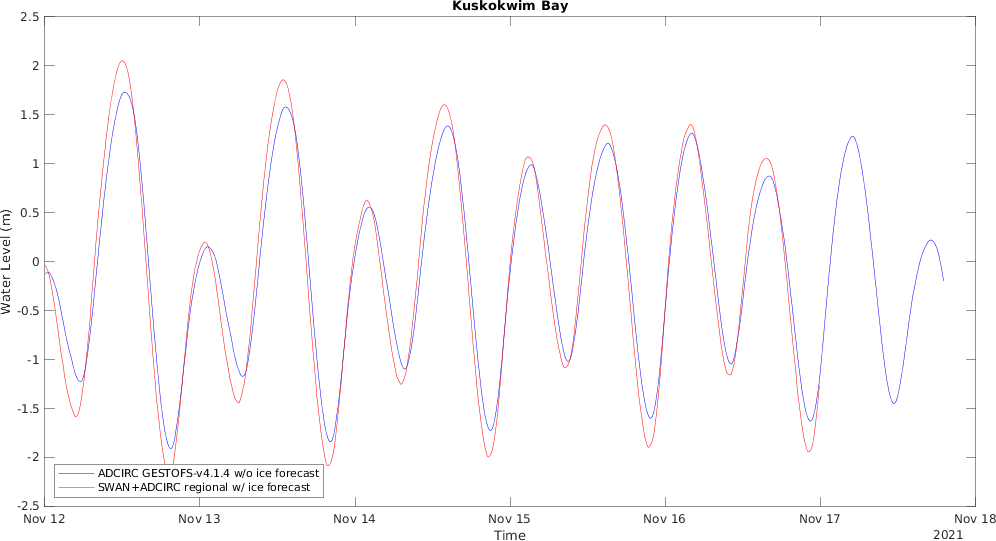 Kuskokwim Bay
2.5
2
1.5
1
0.5
0
-0.5
-1
-1.5
-2
-2.5
Water Level (m)
ADCIRC GESTOFS-v4.1.4 w/o ice forecast
SWAN+ADCIRC regional w/ ice forecast
Nov 12 Nov 13 Nov 14 Nov 15 Nov 16 Nov 17 Nov 18
Time
2021